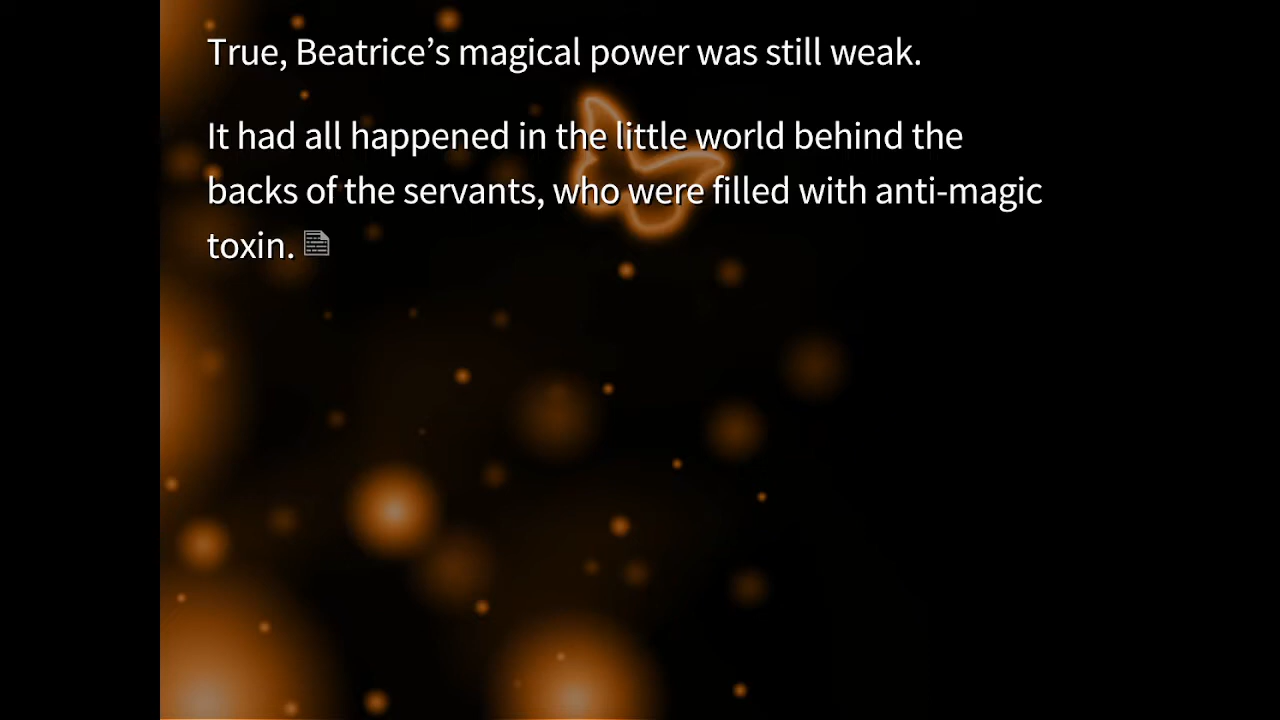 True, Beatrice’s magical power was still weak.
It had all happened in the little world behind the
backs of the servants, who were filled with anti-magic
toxin.